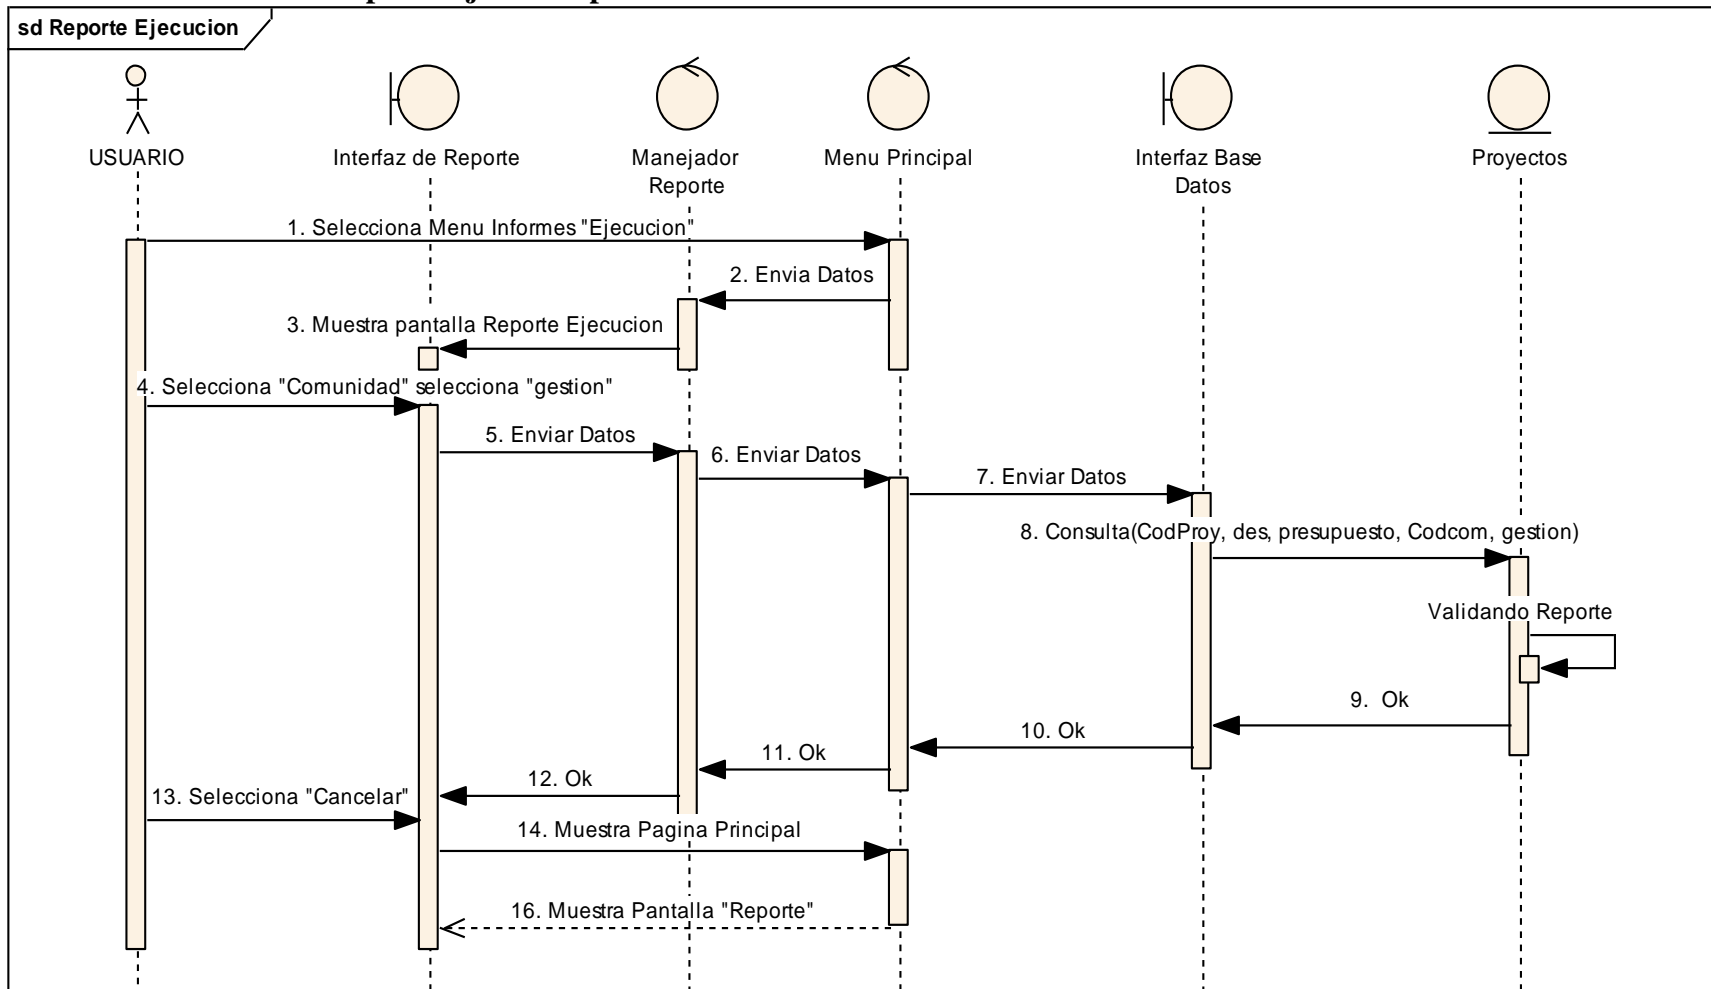 sd Reporte Ejecucion
USUARIO
Interfaz de Reporte
Manejador
Reporte
Menu Principal
Interfaz Base
Datos
Proyectos
1. Selecciona Menu Informes "Ejecucion"
2. Envia Datos
3. Muestra pantalla Reporte Ejecucion
4. Selecciona "Comunidad" selecciona "gestion"
5. Enviar Datos
6. Enviar Datos
7. Enviar Datos
8. Consulta(CodProy, des, presupuesto, Codcom, gestion)
Validando Reporte
9. Ok
10. Ok
11. Ok
12. Ok
13. Selecciona "Cancelar"
14. Muestra Pagina Principal
16. Muestra Pantalla "Reporte"